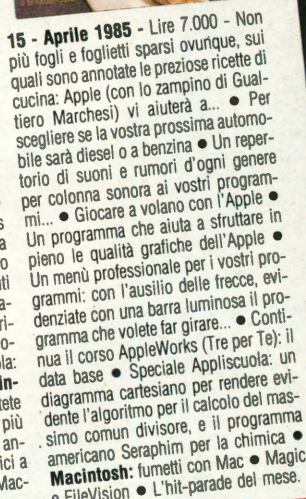 15 - Aprile 1985 - Lire 7.000 - Non
più fogli e foglietti sparsi ovunque, sui
quali sono annotate le preziose ricette di
cucina: Apple (con lo zampino di Gual-
tiero Marchesi) vi aiuterà a... ● Per
scegliere se la vostra prossima automo-
bile sarà diesel o a benzina ● Un reper-
torio di suoni e rumori d'ogni genere
per colonna sonora ai vostri program-
mi... ● Giocare a volano con l'Apple ●
Un programma che aiuta a sfruttare in
pieno le qualità grafiche dell'Apple ●
Un menù professionale per i vostri pro-
grammi: con l'ausilio delle frecce, evi-
denziate con una barra luminosa il pro-
gramma che volete far girare... ● Conti-
nua il corso AppleWorks (Tre per Te): il
data base ● Speciale Appliscuola: un
diagramma cartesiano per rendere evi-
dente l'algoritmo per il calcolo del mas-
simo comun divisore, e il programma
americano Seraphim per la chimica ●
Macintosh: fumetti con Mac ● Magic
e FileVision ● L'hit-parade del mese.